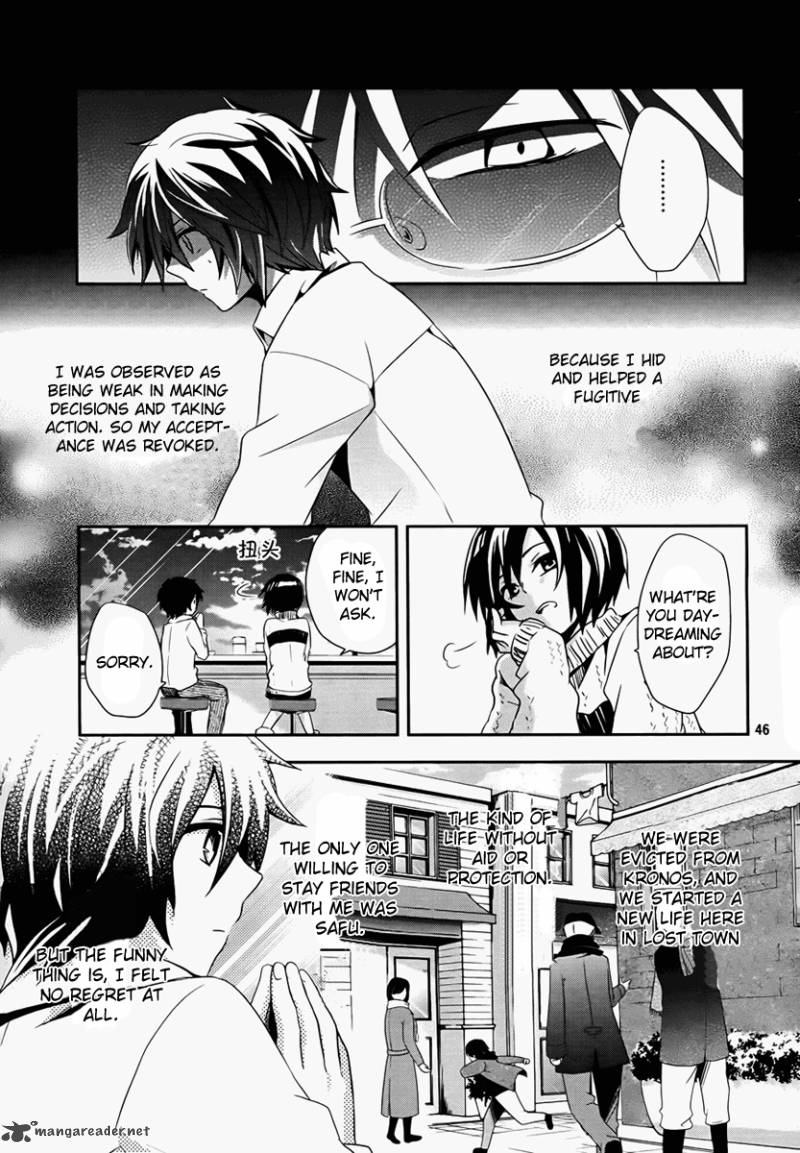 .........
BECAUSE I HID
AND HELPED A
FUGITIVE
I WAS OBSERVED AS
BEING WEAK IN MAKING
DECISIONS AND TAKING
ACTION. SO MY ACCEPT-
ANCE WAS REVOKED.
WHAT'RE
YOU DAY-
DREAMING
ABOUT?
FINE,
FINE, I
WON'T
ASK.
扭头
SORRY.
46
WE WERE
EVICTED FROM
KRONOS, AND
WE STARTED A
NEW LIFE HERE
IN LOST TOWN
THE KIND OF
LIFE WITHOUT
AID OR
PROTECTION.
THE ONLY ONE
WILLING TO
STAY FRIENDS
WITH ME WAS
SAFU.
BUT THE FUNNY
THING IS, I FELT
NO REGRET AT
ALL.
mangareader.net